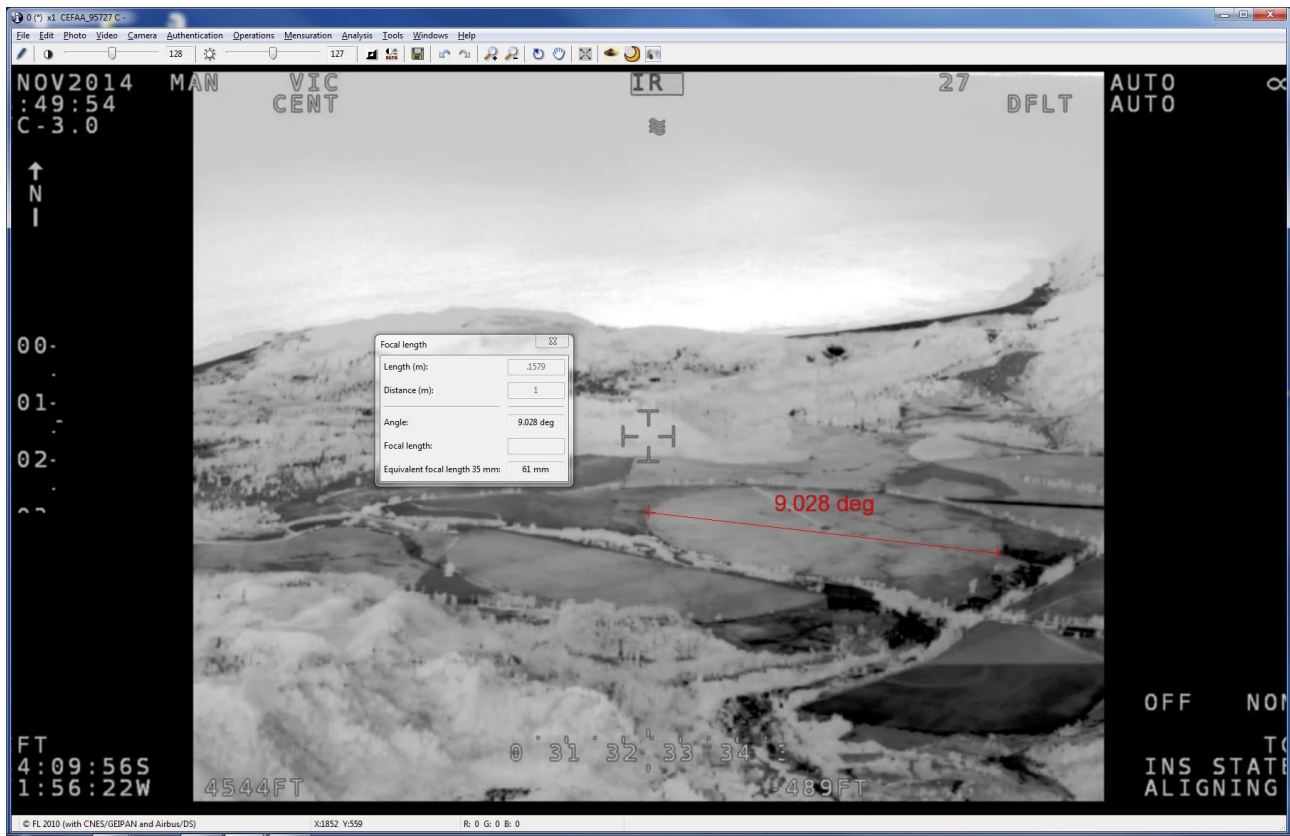 0 (*) x1 CEFAA_95727 C -
File Edit Photo Video Camera Authentication Operations Mensuration Analysis Tools Windows Help
128 127
NOV2014 MAN VIC IR 27 AUTO ∞
:49:54 CENT DFLT AUTO
C-3.0
N
00-
01-
02-
Focal length
Length (m): .1579
Distance (m): 1
Angle: 9.028 deg
Focal length:
Equivalent focal length 35 mm: 61 mm
9.028 deg
OFF NON
FT TO
4:09:56S 0 31 32 33 34 INS STATE
1:56:22W 4544FT -489FT ALIGNING
© FL 2010 (with CNES/GEIPAN and Airbus/DS) X:1852 Y:559 R: 0 G: 0 B: 0